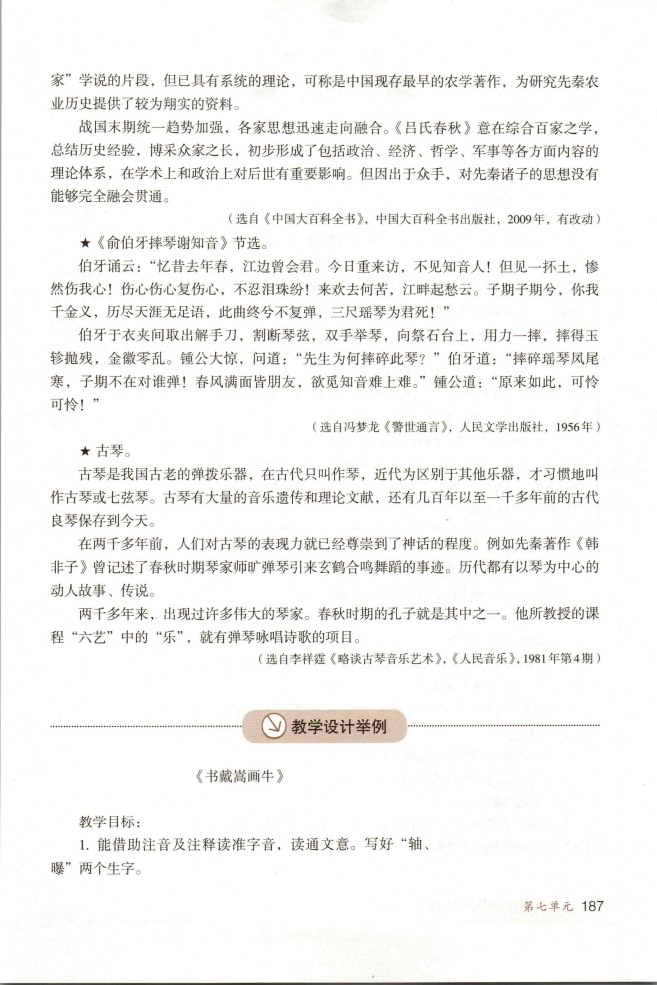 家”学说的片段，但已具有系统的理论，可称是中国现存最早的农学著作，为研究先秦农
业历史提供了较为翔实的资料。
战国末期统一趋势加强，各家思想迅速走向融合。《吕氏春秋》意在综合百家之学，
总结历史经验，博采众家之长，初步形成了包括政治、经济、哲学、军事等各方面内容的
理论体系，在学术上和政治上对后世有重要影响。但因出于众手，对先秦诸子的思想没有
能够完全融会贯通。
（选自《中国大百科全书》，中国大百科全书出版社，2009年，有改动）
★《俞伯牙摔琴谢知音》节选。
伯牙诵云：“忆昔去年春，江边曾会君。今日重来访，不见知音人！但见一抔土，惨
然伤我心！伤心伤心复伤心，不忍泪珠纷！来欢去何苦，江畔起愁云。子期子期兮，你我
千金义，历尽天涯无足语，此曲终兮不复弹，三尺瑶琴为君死！”
伯牙于衣夹间取出解手刀，割断琴弦，双手举琴，向祭石台上，用力一摔，摔得玉
轸抛残，金徽零乱。锺公大惊，问道：“先生为何摔碎此琴？”伯牙道：“摔碎瑶琴凤尾
寒，子期不在对谁弹！春风满面皆朋友，欲觅知音难上难。”锺公道：“原来如此，可怜
可怜！”
（选自冯梦龙《警世通言》，人民文学出版社，1956年）
★ 古琴。
古琴是我国古老的弹拨乐器，在古代只叫作琴，近代为区别于其他乐器，才习惯地叫
作古琴或七弦琴。古琴有大量的音乐遗传和理论文献，还有几百年以至一千多年前的古代
良琴保存到今天。
在两千多年前，人们对古琴的表现力就已经尊崇到了神话的程度。例如先秦著作《韩
非子》曾记述了春秋时期琴家师旷弹琴引来玄鹤合鸣舞蹈的事迹。历代都有以琴为中心的
动人故事、传说。
两千多年来，出现过许多伟大的琴家。春秋时期的孔子就是其中之一。他所教授的课
程“六艺”中的“乐”，就有弹琴咏唱诗歌的项目。
（选自李祥霆《略谈古琴音乐艺术》，《人民音乐》，1981年第4期）
教学设计举例
《书戴嵩画牛》
教学目标：
1. 能借助注音及注释读准字音，读通文意。写好“轴、
曝”两个生字。
第七单元 187